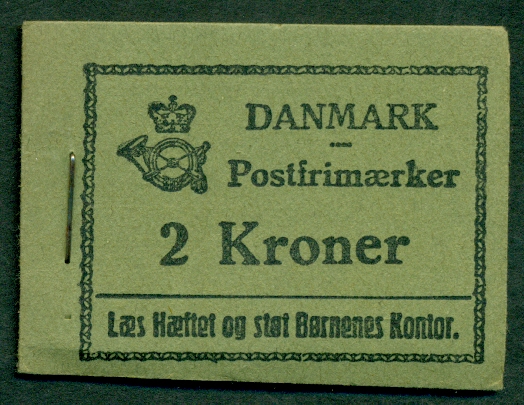 DANMARK
Postfrimærker
2 Kroner
Læs Hæftet og støt Børnenes Kontor.